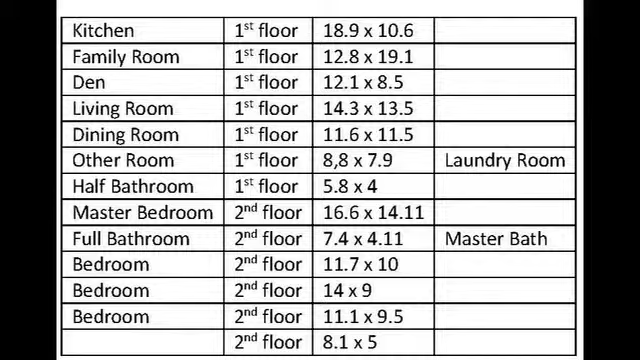 Kitchen 1st floor 18.9 x 10.6
Family Room 1st floor 12.8 x 19.1
Den 1st floor 12.1 x 8.5
Living Room 1st floor 14.3 x 13.5
Dining Room 1st floor 11.6 x 11.5
Other Room 1st floor 8,8 x 7.9 Laundry Room
Half Bathroom 1st floor 5.8 x 4
Master Bedroom 2nd floor 16.6 x 14.11
Full Bathroom 2nd floor 7.4 x 4.11 Master Bath
Bedroom 2nd floor 11.7 x 10
Bedroom 2nd floor 14 x 9
Bedroom 2nd floor 11.1 x 9.5
2nd floor 8.1 x 5